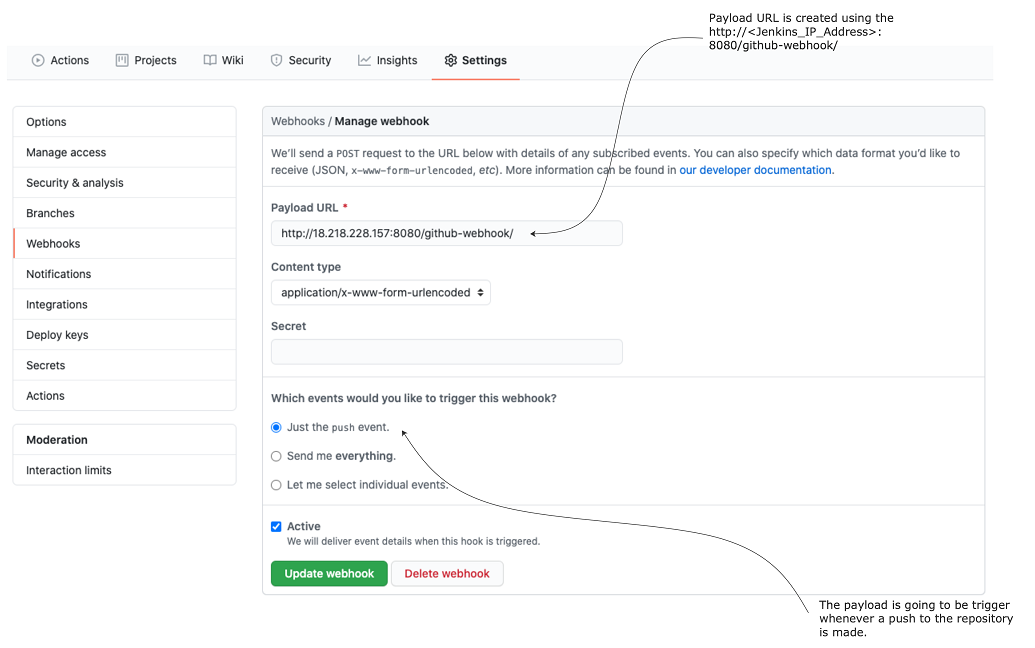 Payload URL is created using the
http://<Jenkins_IP_Address>:
8080/github-webhook/
Actions
Projects
Wiki
Security
Insights
Settings
Options
Manage access
Security & analysis
Branches
Webhooks
Notifications
Integrations
Deploy keys
Secrets
Actions
Moderation
Interaction limits
Webhooks / Manage webhook
We'll send a POST request to the URL below with details of any subscribed events. You can also specify which data format you'd like to
receive (JSON, x-www-form-urlencoded, etc). More information can be found in our developer documentation.
Payload URL *
http://18.218.228.157:8080/github-webhook/
Content type
application/x-www-form-urlencoded
Secret
Which events would you like to trigger this webhook?
Just the push event.
Send me everything.
Let me select individual events.
Active
We will deliver event details when this hook is triggered.
Update webhook
Delete webhook
The payload is going to be trigger
whenever a push to the repository
is made.